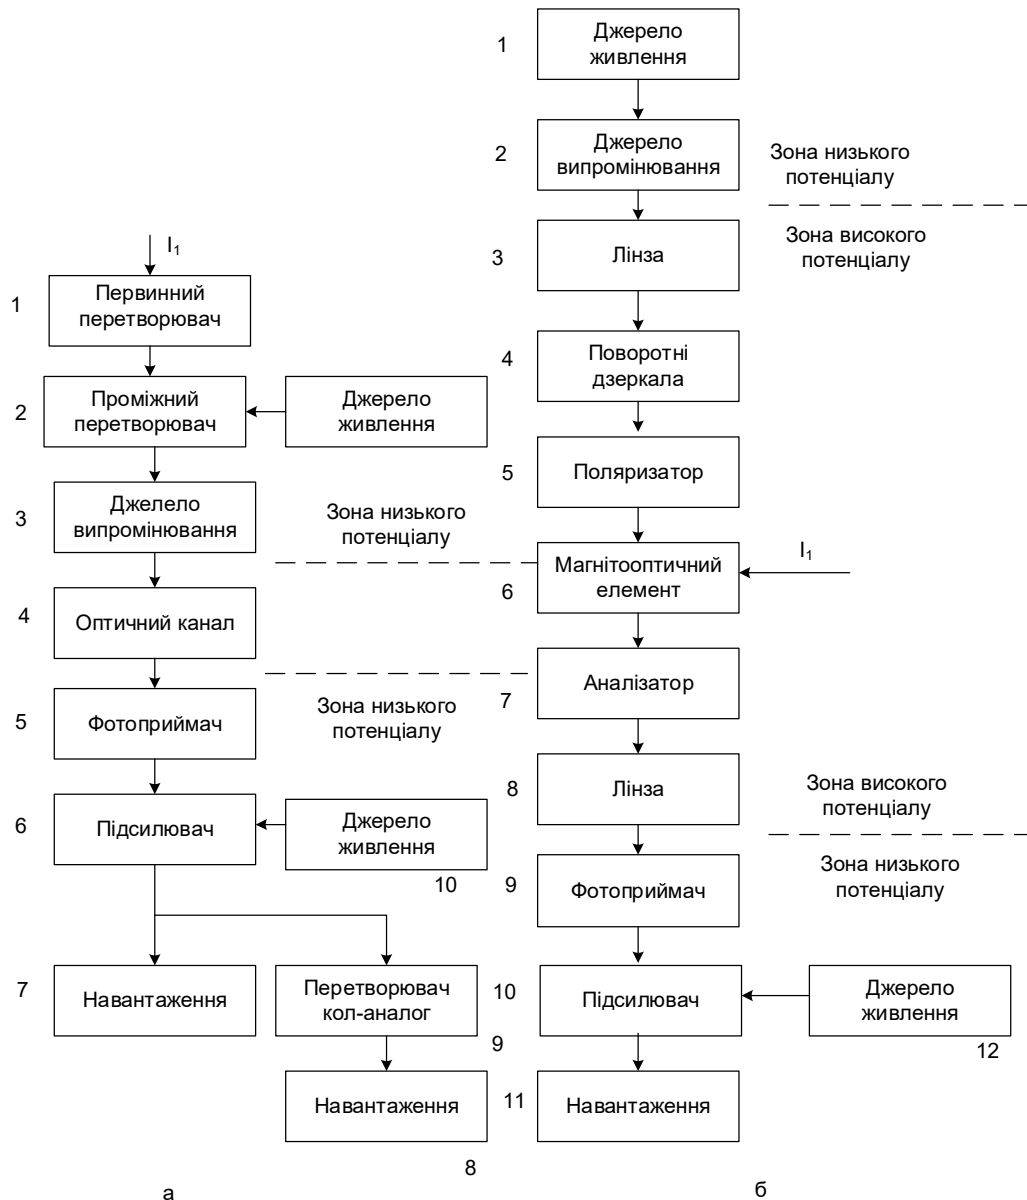 I1
1
Первинний
перетворювач
2
Проміжний
перетворювач
Джерело
живлення
3
Джелело
випромінювання
Зона низького
потенціалу
4
Оптичний канал
5
Фотоприймач
Зона низького
потенціалу
6
Підсилювач
Джерело
живлення
10
7
Навантаження
Перетворювач
кол-аналог
9
Навантаження
8
а
1
Джерело
живлення
2
Джерело
випромінювання
Зона низького
потенціалу
Зона високого
потенціалу
3
Лінза
4
Поворотні
дзеркала
5
Поляризатор
6
Магнітооптичний
елемент
I1
7
Аналізатор
8
Лінза
Зона високого
потенціалу
Зона низького
потенціалу
9
Фотоприймач
10
Підсилювач
Джерело
живлення
12
11
Навантаження
б